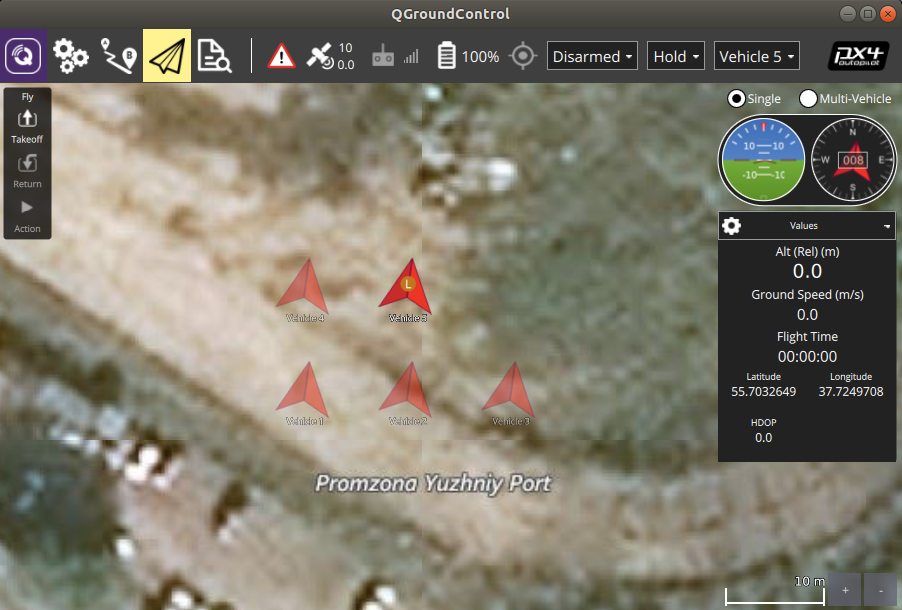 QGroundControl
10
0.0
100%
Disarmed
Hold
Vehicle 5
PX4
autopilot
Fly
Takeoff
Return
Action
Single
Multi-Vehicle
10 10
-10 -10
N
W
E
S
008
Values
Alt (Rel) (m)
0.0
Ground Speed (m/s)
0.0
Flight Time
00:00:00
Latitude
Longitude
55.7032649
37.7249708
HDOP
0.0
Vehicle 4
L
Vehicle 5
Vehicle 1
Vehicle 2
Vehicle 3
Promzona Yuzhniy Port
10 m
+
-